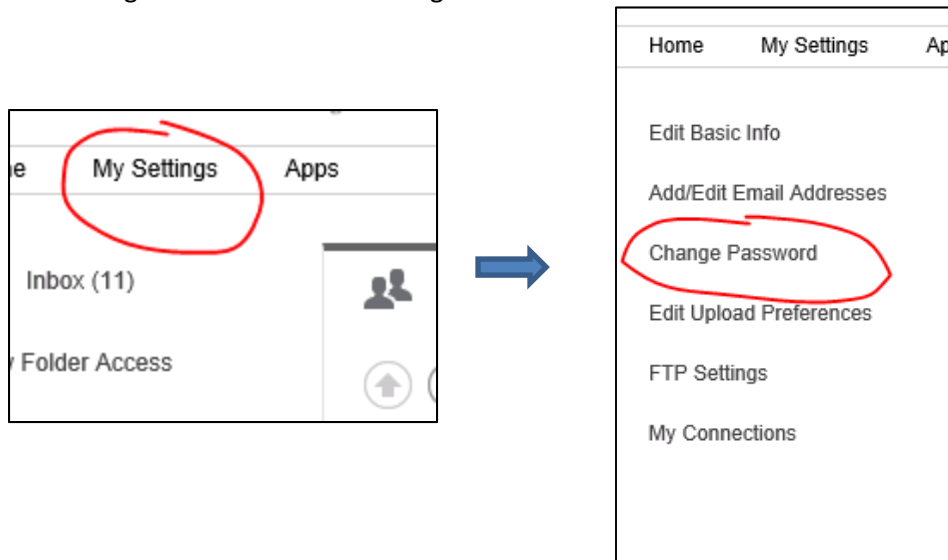 My Settings Apps
Inbox (11)
Folder Access
Home My Settings
Edit Basic Info
Add/Edit Email Addresses
Change Password
Edit Upload Preferences
FTP Settings
My Connections